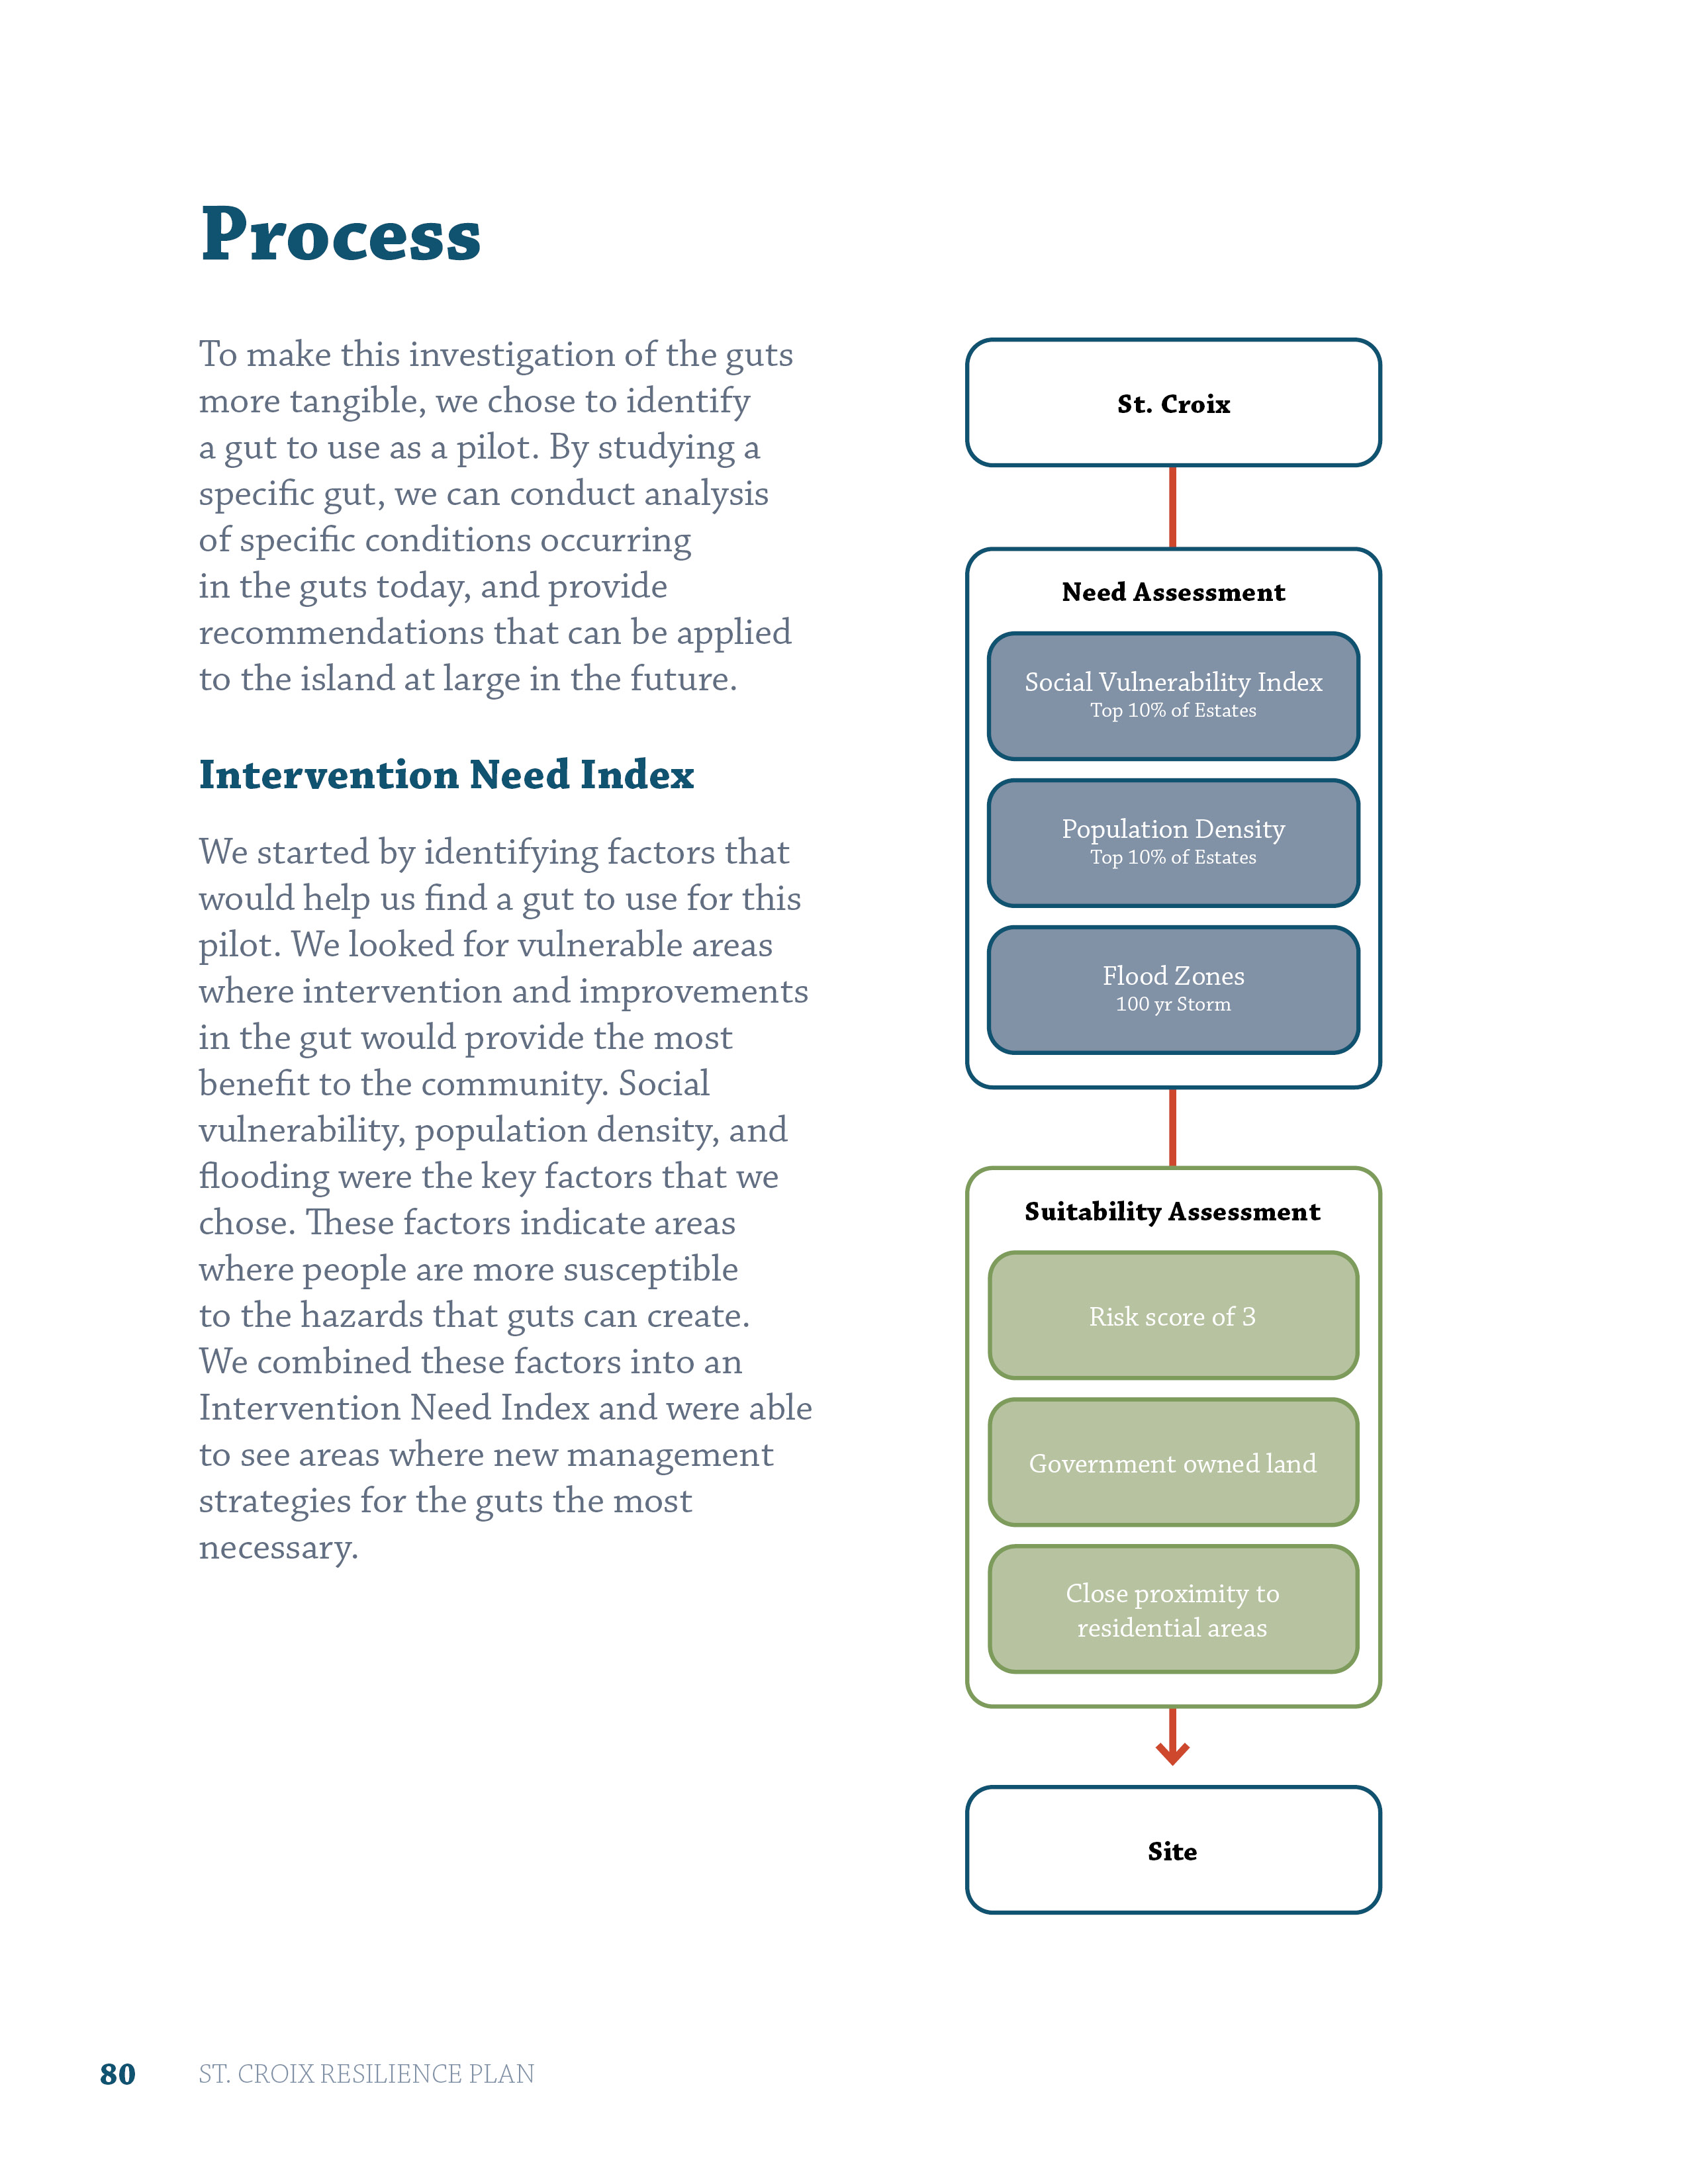 Process
To make this investigation of the guts
more tangible, we chose to identify
a gut to use as a pilot. By studying a
specific gut, we can conduct analysis
of specific conditions occurring
in the guts today, and provide
recommendations that can be applied
to the island at large in the future.
Intervention Need Index
We started by identifying factors that
would help us find a gut to use for this
pilot. We looked for vulnerable areas
where intervention and improvements
in the gut would provide the most
benefit to the community. Social
vulnerability, population density, and
flooding were the key factors that we
chose. These factors indicate areas
where people are more susceptible
to the hazards that guts can create.
We combined these factors into an
Intervention Need Index and were able
to see areas where new management
strategies for the guts the most
necessary.
St. Croix
Need Assessment
Social Vulnerability Index
Top 10% of Estates
Population Density
Top 10% of Estates
Flood Zones
100 yr Storm
Suitability Assessment
Risk score of 3
Government owned land
Close proximity to
residential areas
Site
80 ST. CROIX RESILIENCE PLAN